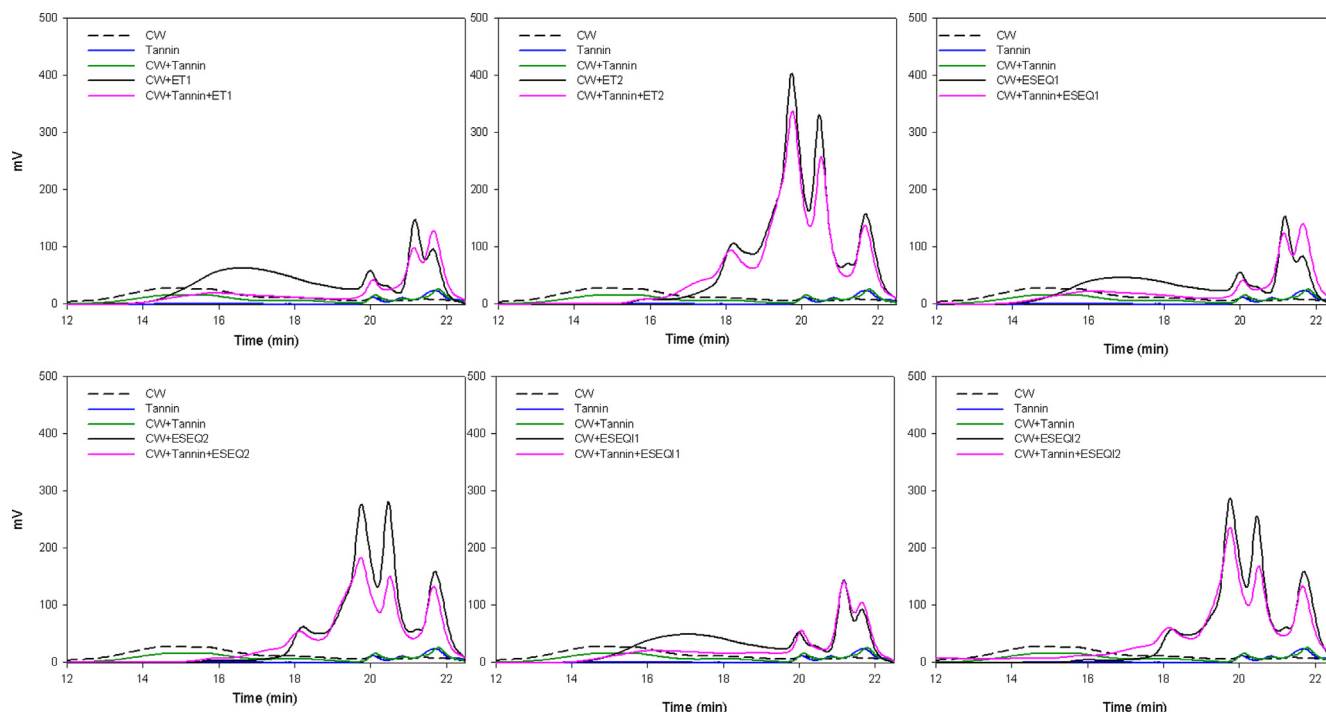 500
400
300
200
100
0
mV
CW
Tannin
CW+Tannin
CW+ET1
CW+Tannin+ET1
12 14 16 18 20 22
Time (min)
500
400
300
200
100
0
CW
Tannin
CW+Tannin
CW+ET2
CW+Tannin+ET2
12 14 16 18 20 22
Time (min)
500
400
300
200
100
0
CW
Tannin
CW+Tannin
CW+ESEQ1
CW+Tannin+ESEQ1
12 14 16 18 20 22
Time (min)
500
400
300
200
100
0
mV
CW
Tannin
CW+Tannin
CW+ESEQ2
CW+Tannin+ESEQ2
12 14 16 18 20 22
Time (min)
500
400
300
200
100
0
CW
Tannin
CW+Tannin
CW+ESEQI1
CW+Tannin+ESEQI1
12 14 16 18 20 22
Time (min)
500
400
300
200
100
0
CW
Tannin
CW+Tannin
CW+ESEQI2
CW+Tannin+ESEQI2
12 14 16 18 20 22
Time (min)